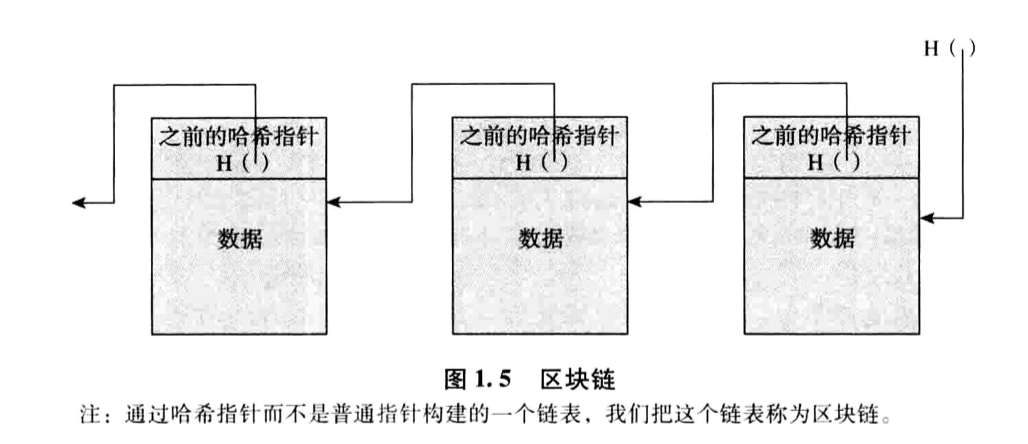 H ( )
之前的哈希指针 之前的哈希指针 之前的哈希指针
H ( ) H ( ) H ( )
数据 数据 数据
图 1.5 区块链
注：通过哈希指针而不是普通指针构建的一个链表，我们把这个链表称为区块链。